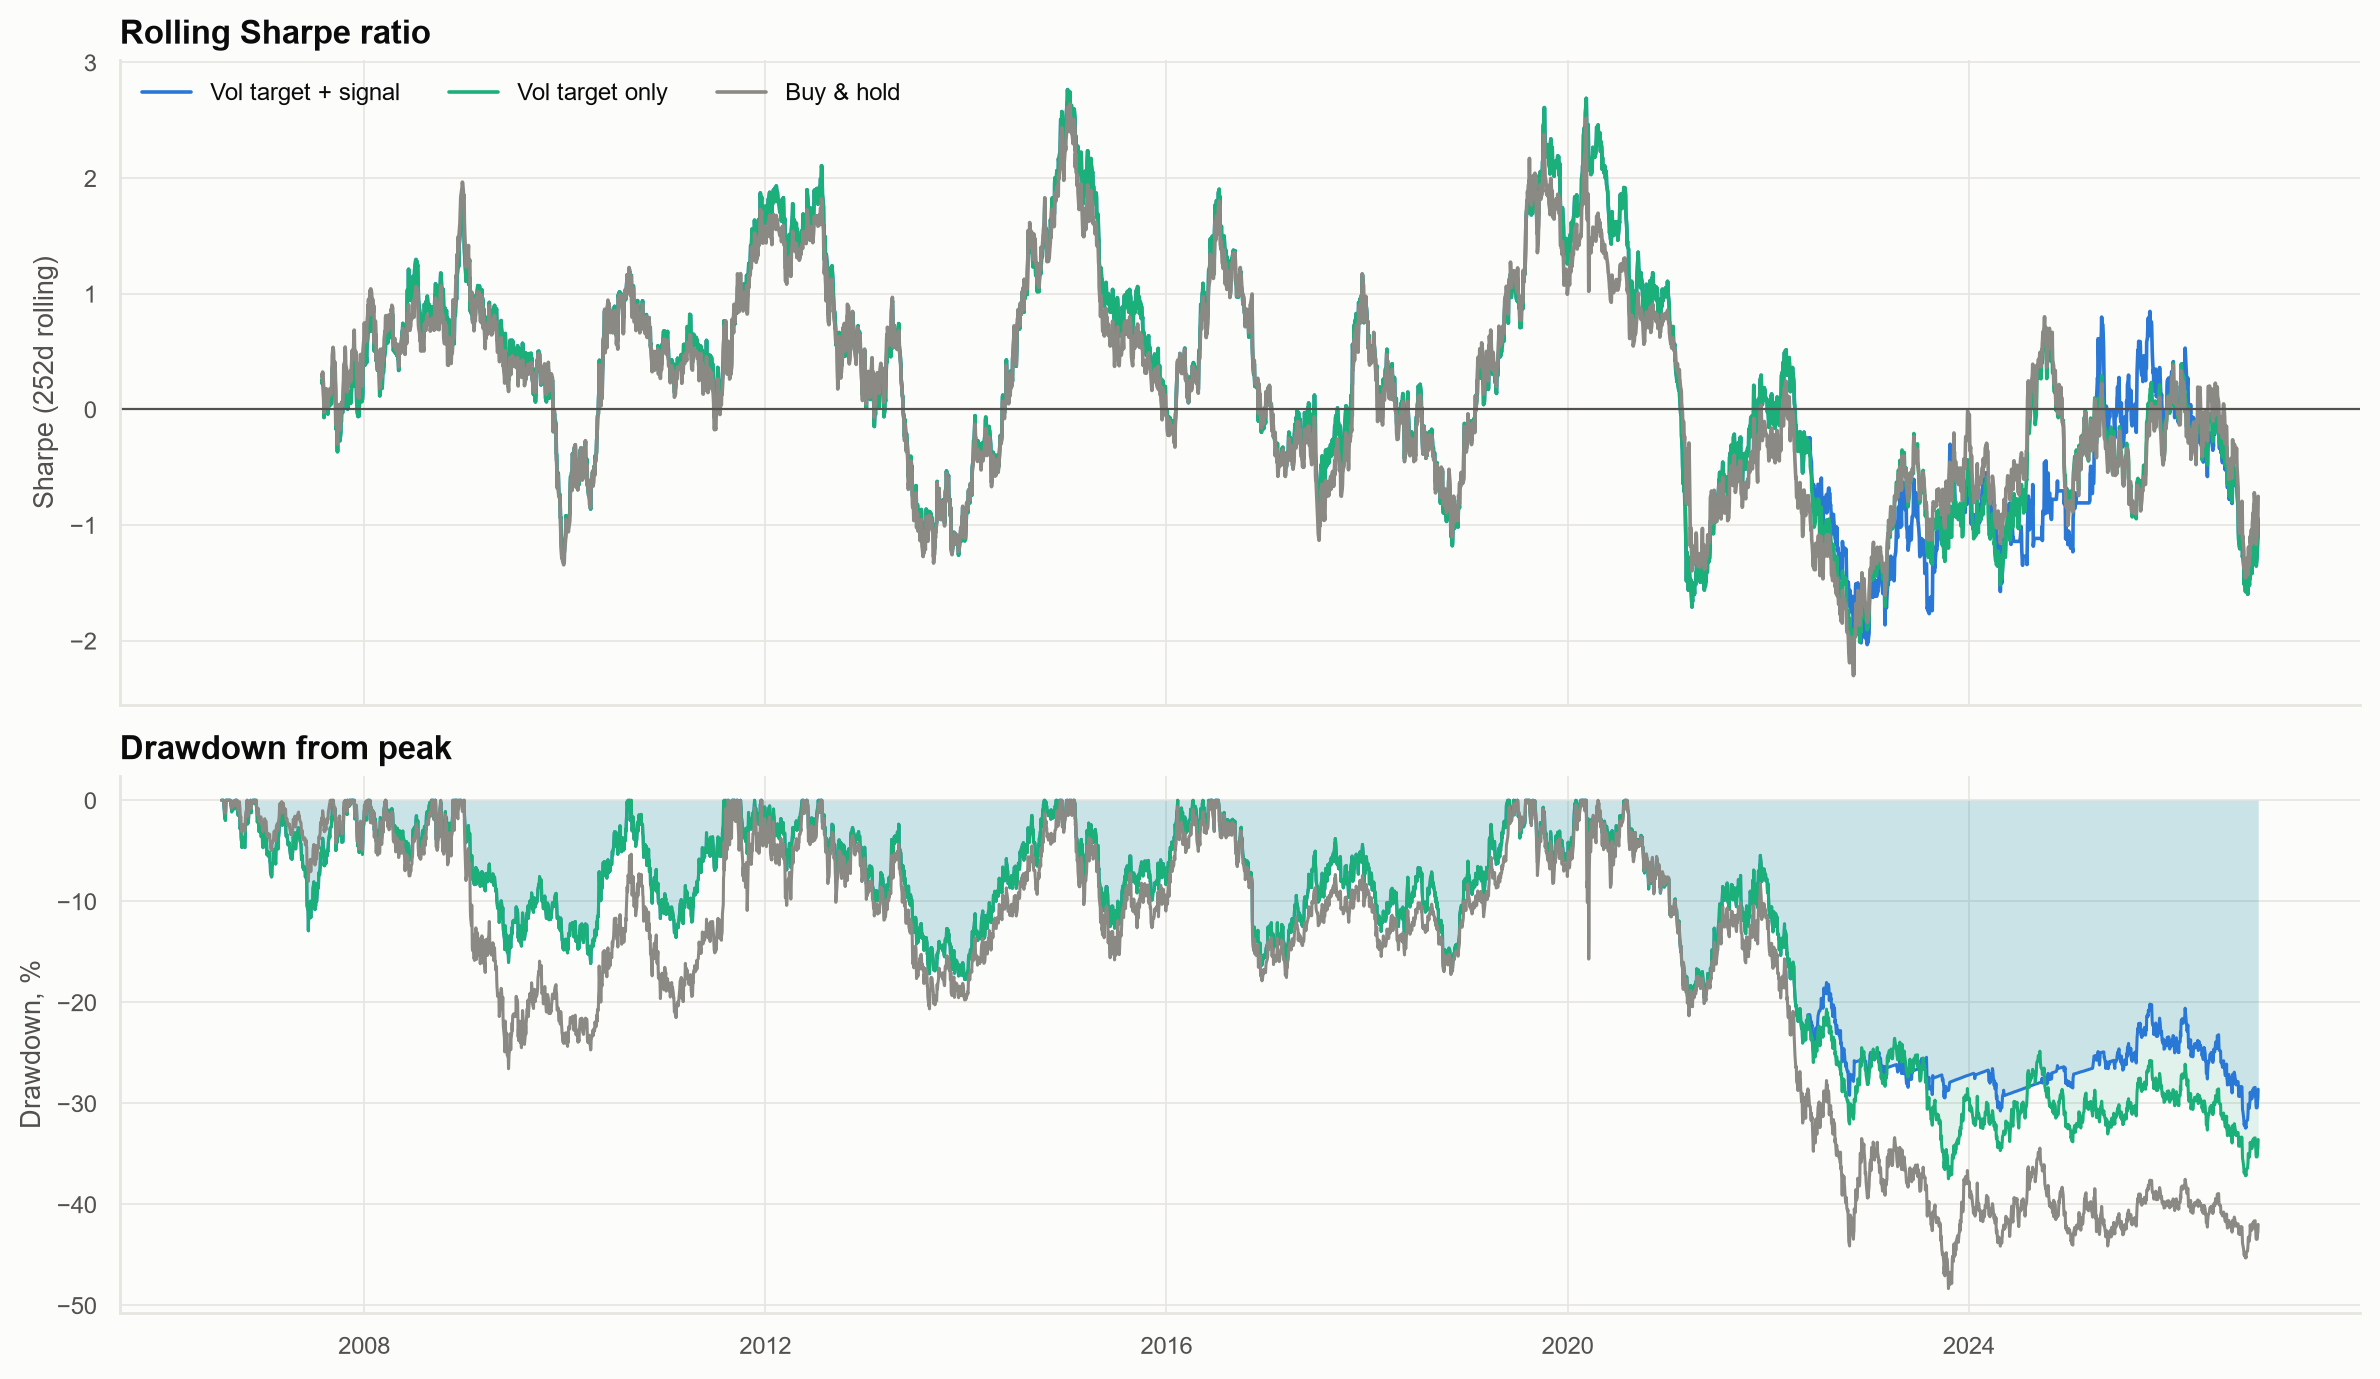 Rolling Sharpe ratio
Vol target + signal
Vol target only
Buy & hold
Sharpe (252d rolling)
3
2
1
0
−1
−2
Drawdown from peak
Drawdown, %
0
−10
−20
−30
−40
−50
2008
2012
2016
2020
2024